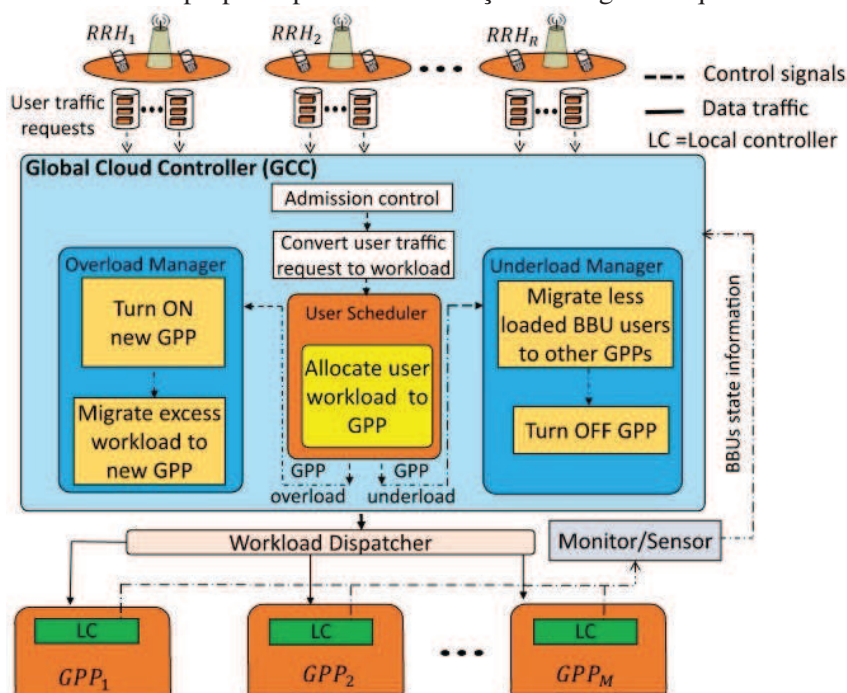 RRH1
RRH2
RRHR
User traffic
requests
Control signals
Data traffic
LC =Local controller
Global Cloud Controller (GCC)
Admission control
Convert user traffic
request to workload
Overload Manager
Turn ON
new GPP
Migrate excess
workload to
new GPP
User Scheduler
Allocate user
workload to
GPP
GPP
overload
GPP
underload
Underload Manager
Migrate less
loaded BBU users
to other GPPs
Turn OFF GPP
BBUs state information
Workload Dispatcher
Monitor/Sensor
LC
GPP1
LC
GPP2
LC
GPPM